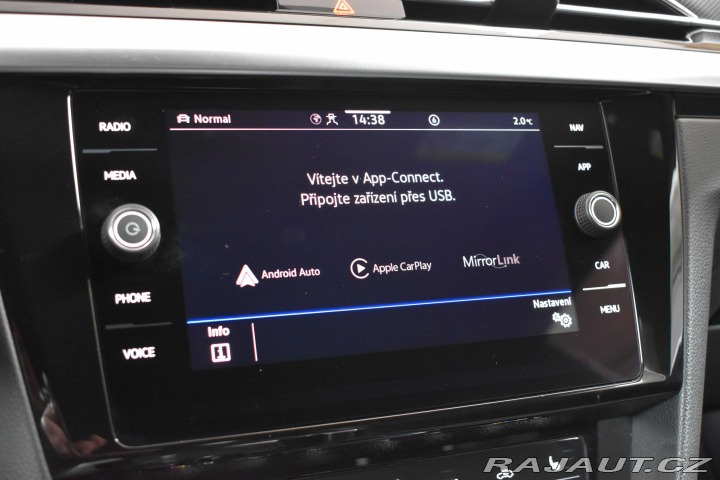 RADIO
MEDIA
PHONE
VOICE
Normal
14:38
2.0°C
Vítejte v App-Connect.
Připojte zařízení přes USB.
Android Auto
Apple CarPlay
MirrorLink
Nastavení
Info
NAV
APP
CAR
MENU
RAJAUT.CZ